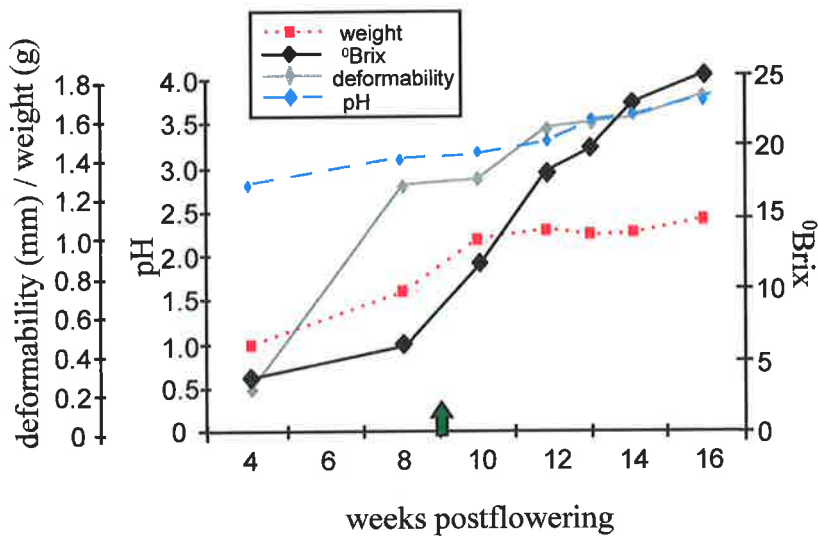 weight
⁰Brix
deformability
pH
deformability (mm) / weight (g)
1.8
1.6
1.4
1.2
1.0
0.8
0.6
0.4
0.2
0
pH
4.0
3.5
3.0
2.5
2.0
1.5
1.0
0.5
0
25
20
15
10
5
0
⁰Brix
4 6 8 10 12 14 16
weeks postflowering